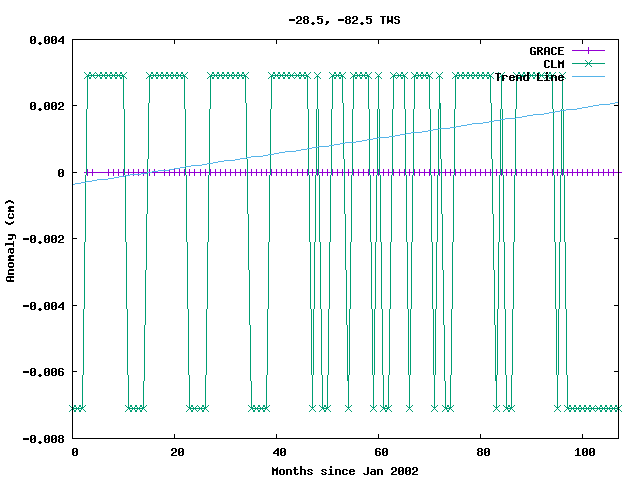 -28.5, -82.5 TWS
GRACE
CLM
Trend Line
0.004
0.002
0
-0.002
-0.004
-0.006
-0.008
Anomaly (cm)
0 20 40 60 80 100
Months since Jan 2002